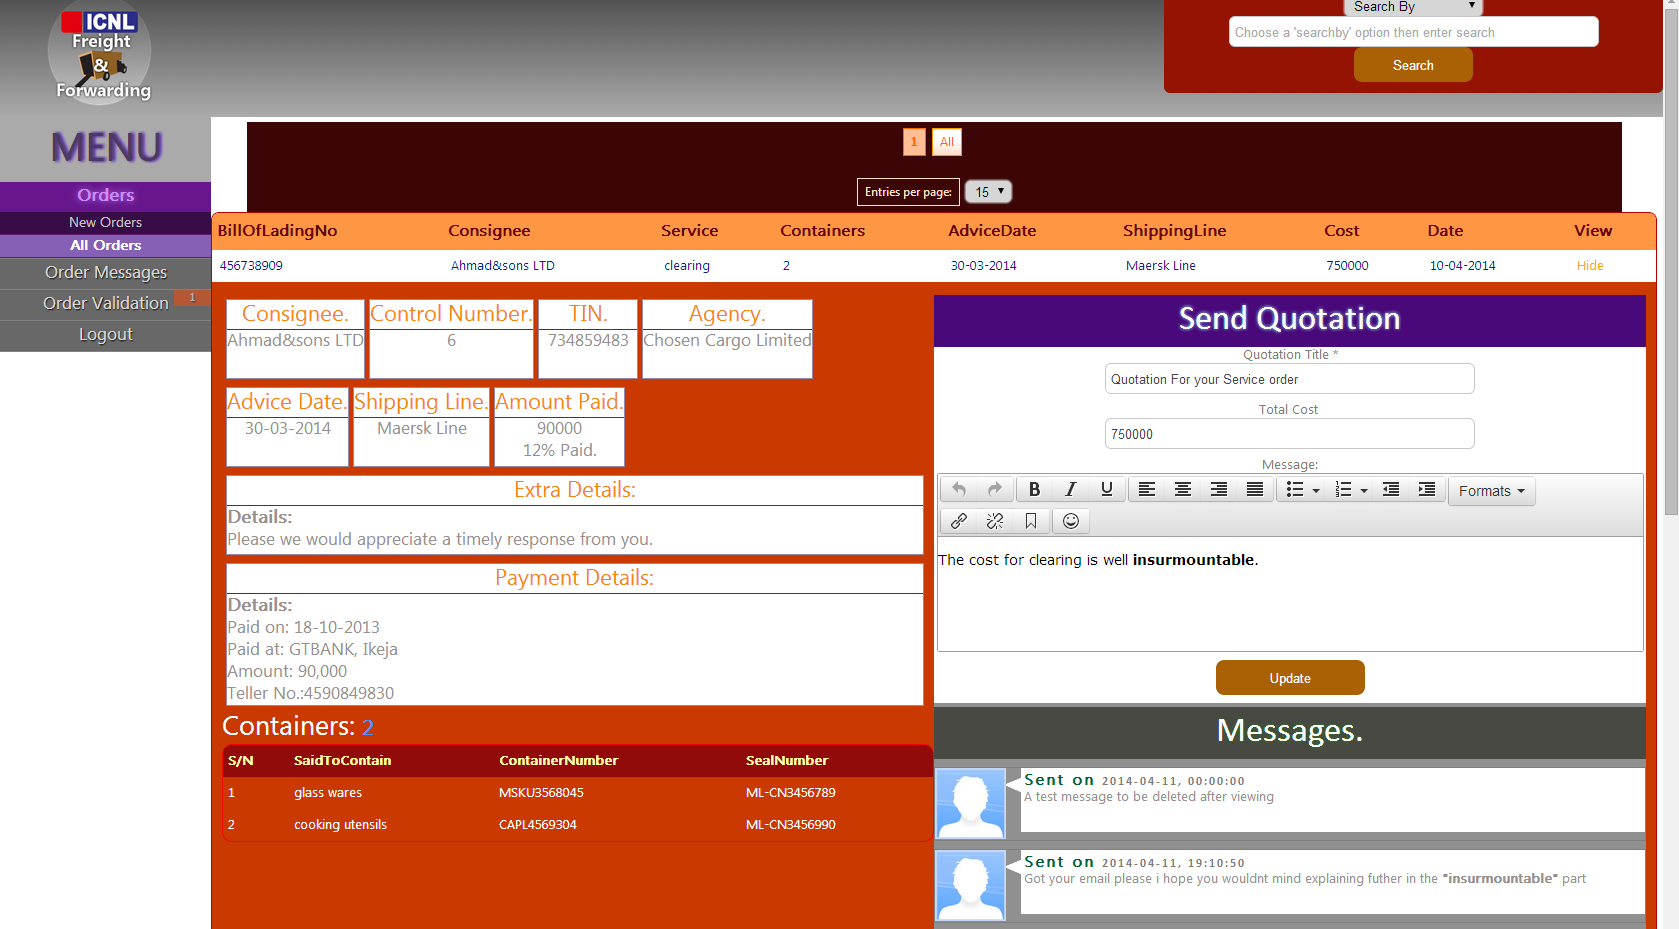 ICNL
Freight
&
Forwarding
Search By
Choose a 'searchby' option then enter search
Search
MENU
Orders
New Orders
All Orders
Order Messages
Order Validation 1
Logout
1 All
Entries per page: 15
BillOfLadingNo Consignee Service Containers AdviceDate ShippingLine Cost Date View
456738909 Ahmad&sons LTD clearing 2 30-03-2014 Maersk Line 750000 10-04-2014 Hide
Consignee. Control Number. TIN. Agency.
Ahmad&sons LTD 6 734859483 Chosen Cargo Limited
Advice Date. Shipping Line. Amount Paid.
30-03-2014 Maersk Line 90000
12% Paid.
Extra Details:
Details:
Please we would appreciate a timely response from you.
Payment Details:
Details:
Paid on: 18-10-2013
Paid at: GTBANK, Ikeja
Amount: 90,000
Teller No.:4590849830
Containers: 2
S/N SaidToContain ContainerNumber SealNumber
1 glass wares MSKU3568045 ML-CN3456789
2 cooking utensils CAPL4569304 ML-CN3456990
Send Quotation
Quotation Title *
Quotation For your Service order
Total Cost
750000
Message:
B I U
Formats
The cost for clearing is well insurmountable.
Update
Messages.
Sent on 2014-04-11, 00:00:00
A test message to be deleted after viewing
Sent on 2014-04-11, 19:10:50
Got your email please i hope you wouldnt mind explaining futher in the "insurmountable" part